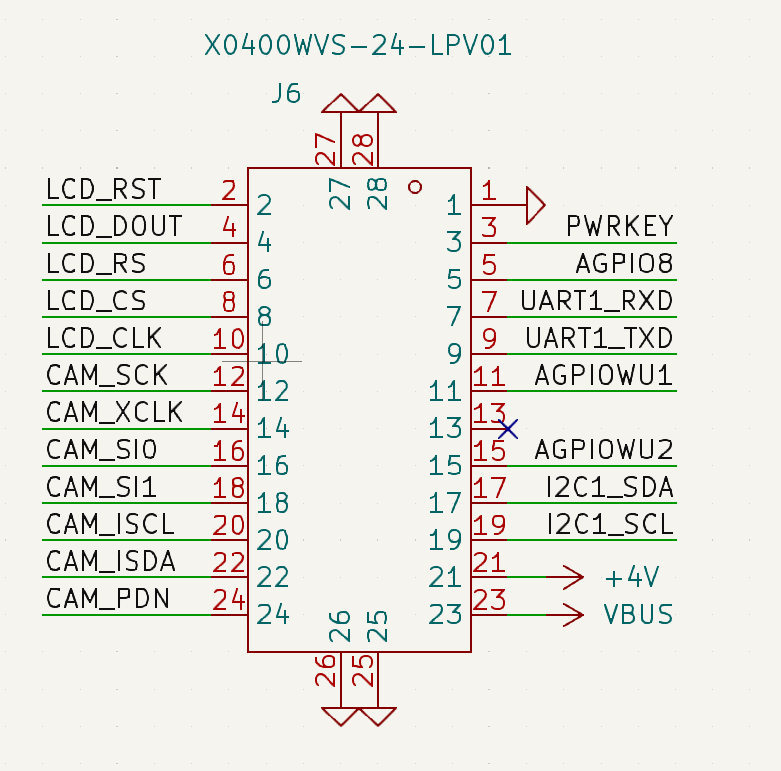 X0400WVS-24-LPV01
J6
27 28
27 28
LCD_RST 2 2 1 1
LCD_DOUT 4 4 3 3 PWRKEY
LCD_RS 6 6 5 5 AGPIO8
LCD_CS 8 8 7 7 UART1_RXD
LCD_CLK 10 10 9 9 UART1_TXD
CAM_SCK 12 12 11 11 AGPIOWU1
CAM_XCLK 14 14 13 13
CAM_SI0 16 16 15 15 AGPIOWU2
CAM_SI1 18 18 17 17 I2C1_SDA
CAM_ISCL 20 20 19 19 I2C1_SCL
CAM_ISDA 22 22 21 21 +4V
CAM_PDN 24 24 23 23 VBUS
26 25
26 25